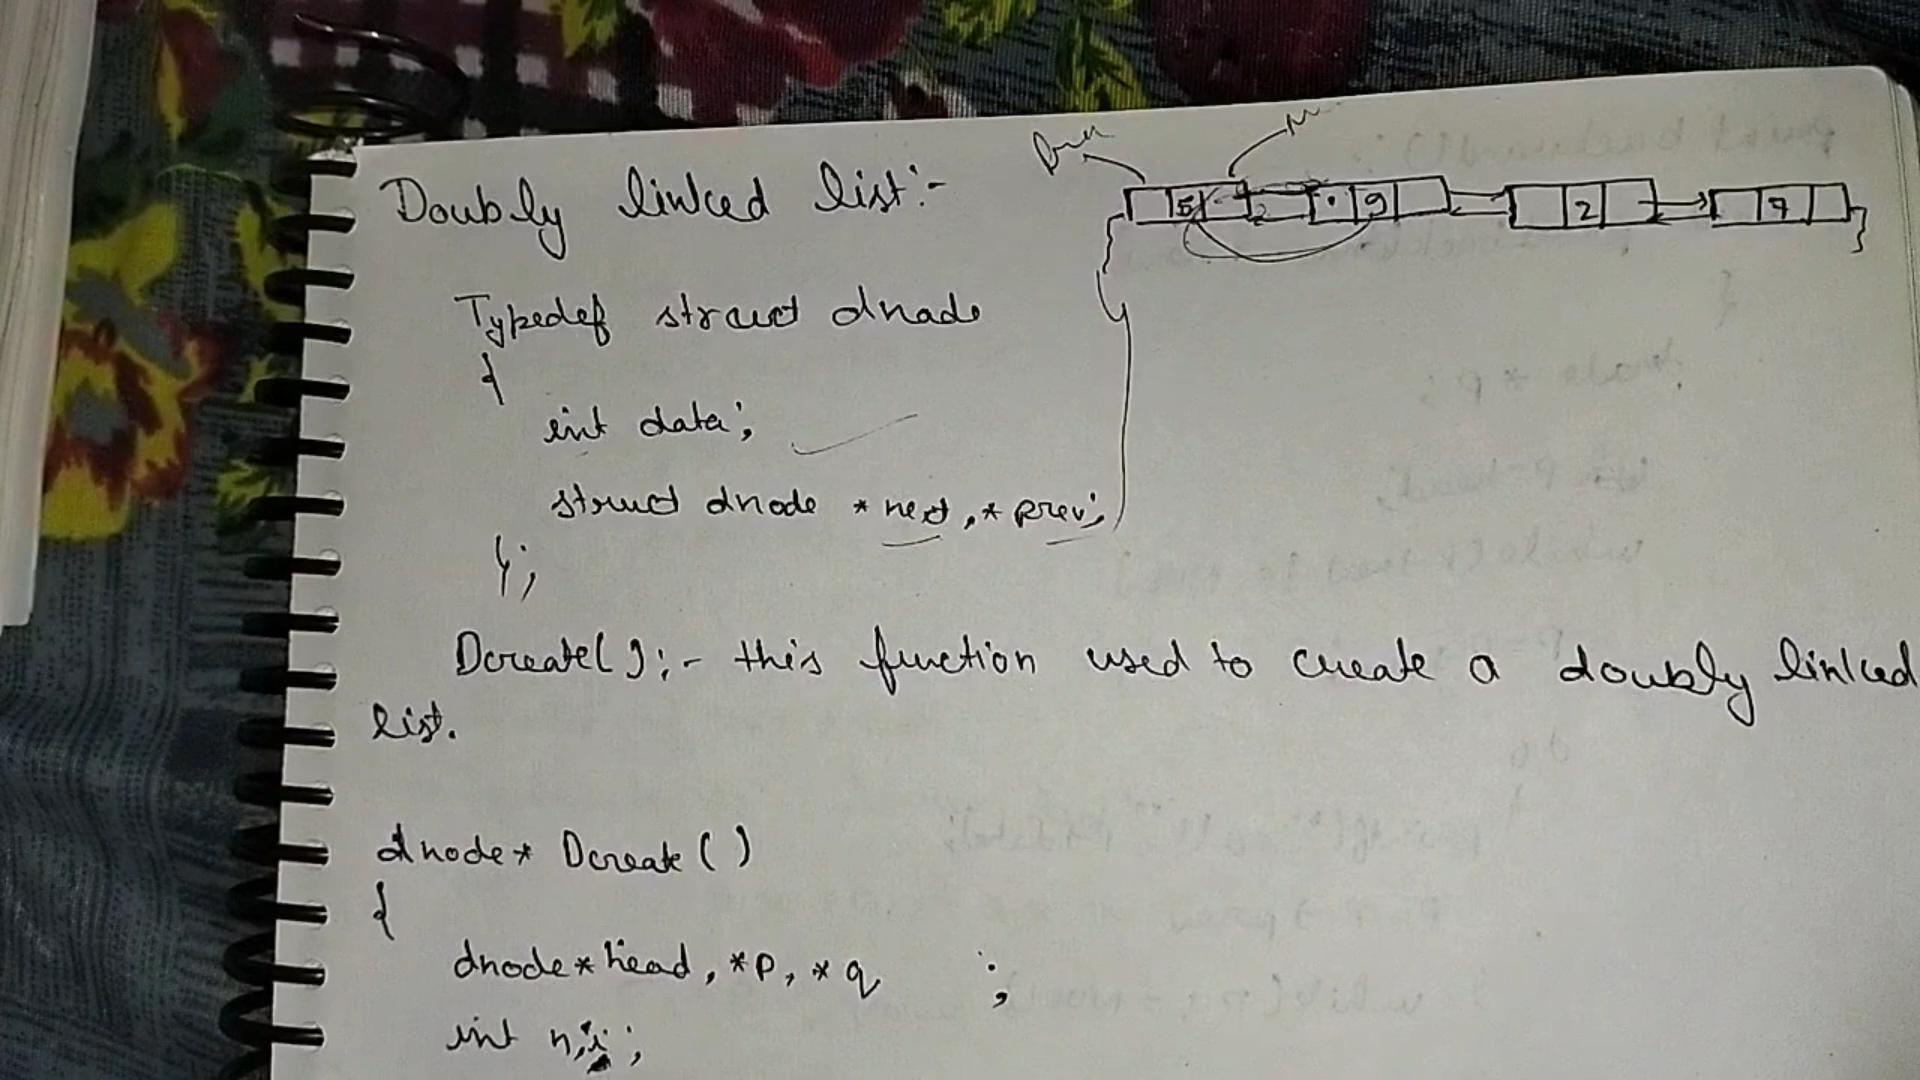 Doubly linked list:-
5 9 2 7
Typedef struct dnode
{
int data;
struct dnode *next, *prev;
};
Dcreate():- this function used to create a doubly linked
list.
dnode* Dcreate()
{
dnode*head, *p, *q ;
int n,i;